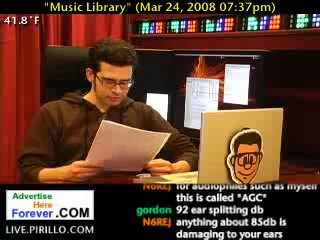 "Music Library" (Mar 24, 2008 07:37pm)
41.8°F
N6REJ for audiophiles such as myself
this is called *AGC*
gordon 92 ear splitting db
N6REJ anything about 85db is
damaging to your ears
Advertise
Here
Forever.COM
LIVE.PIRILLO.COM